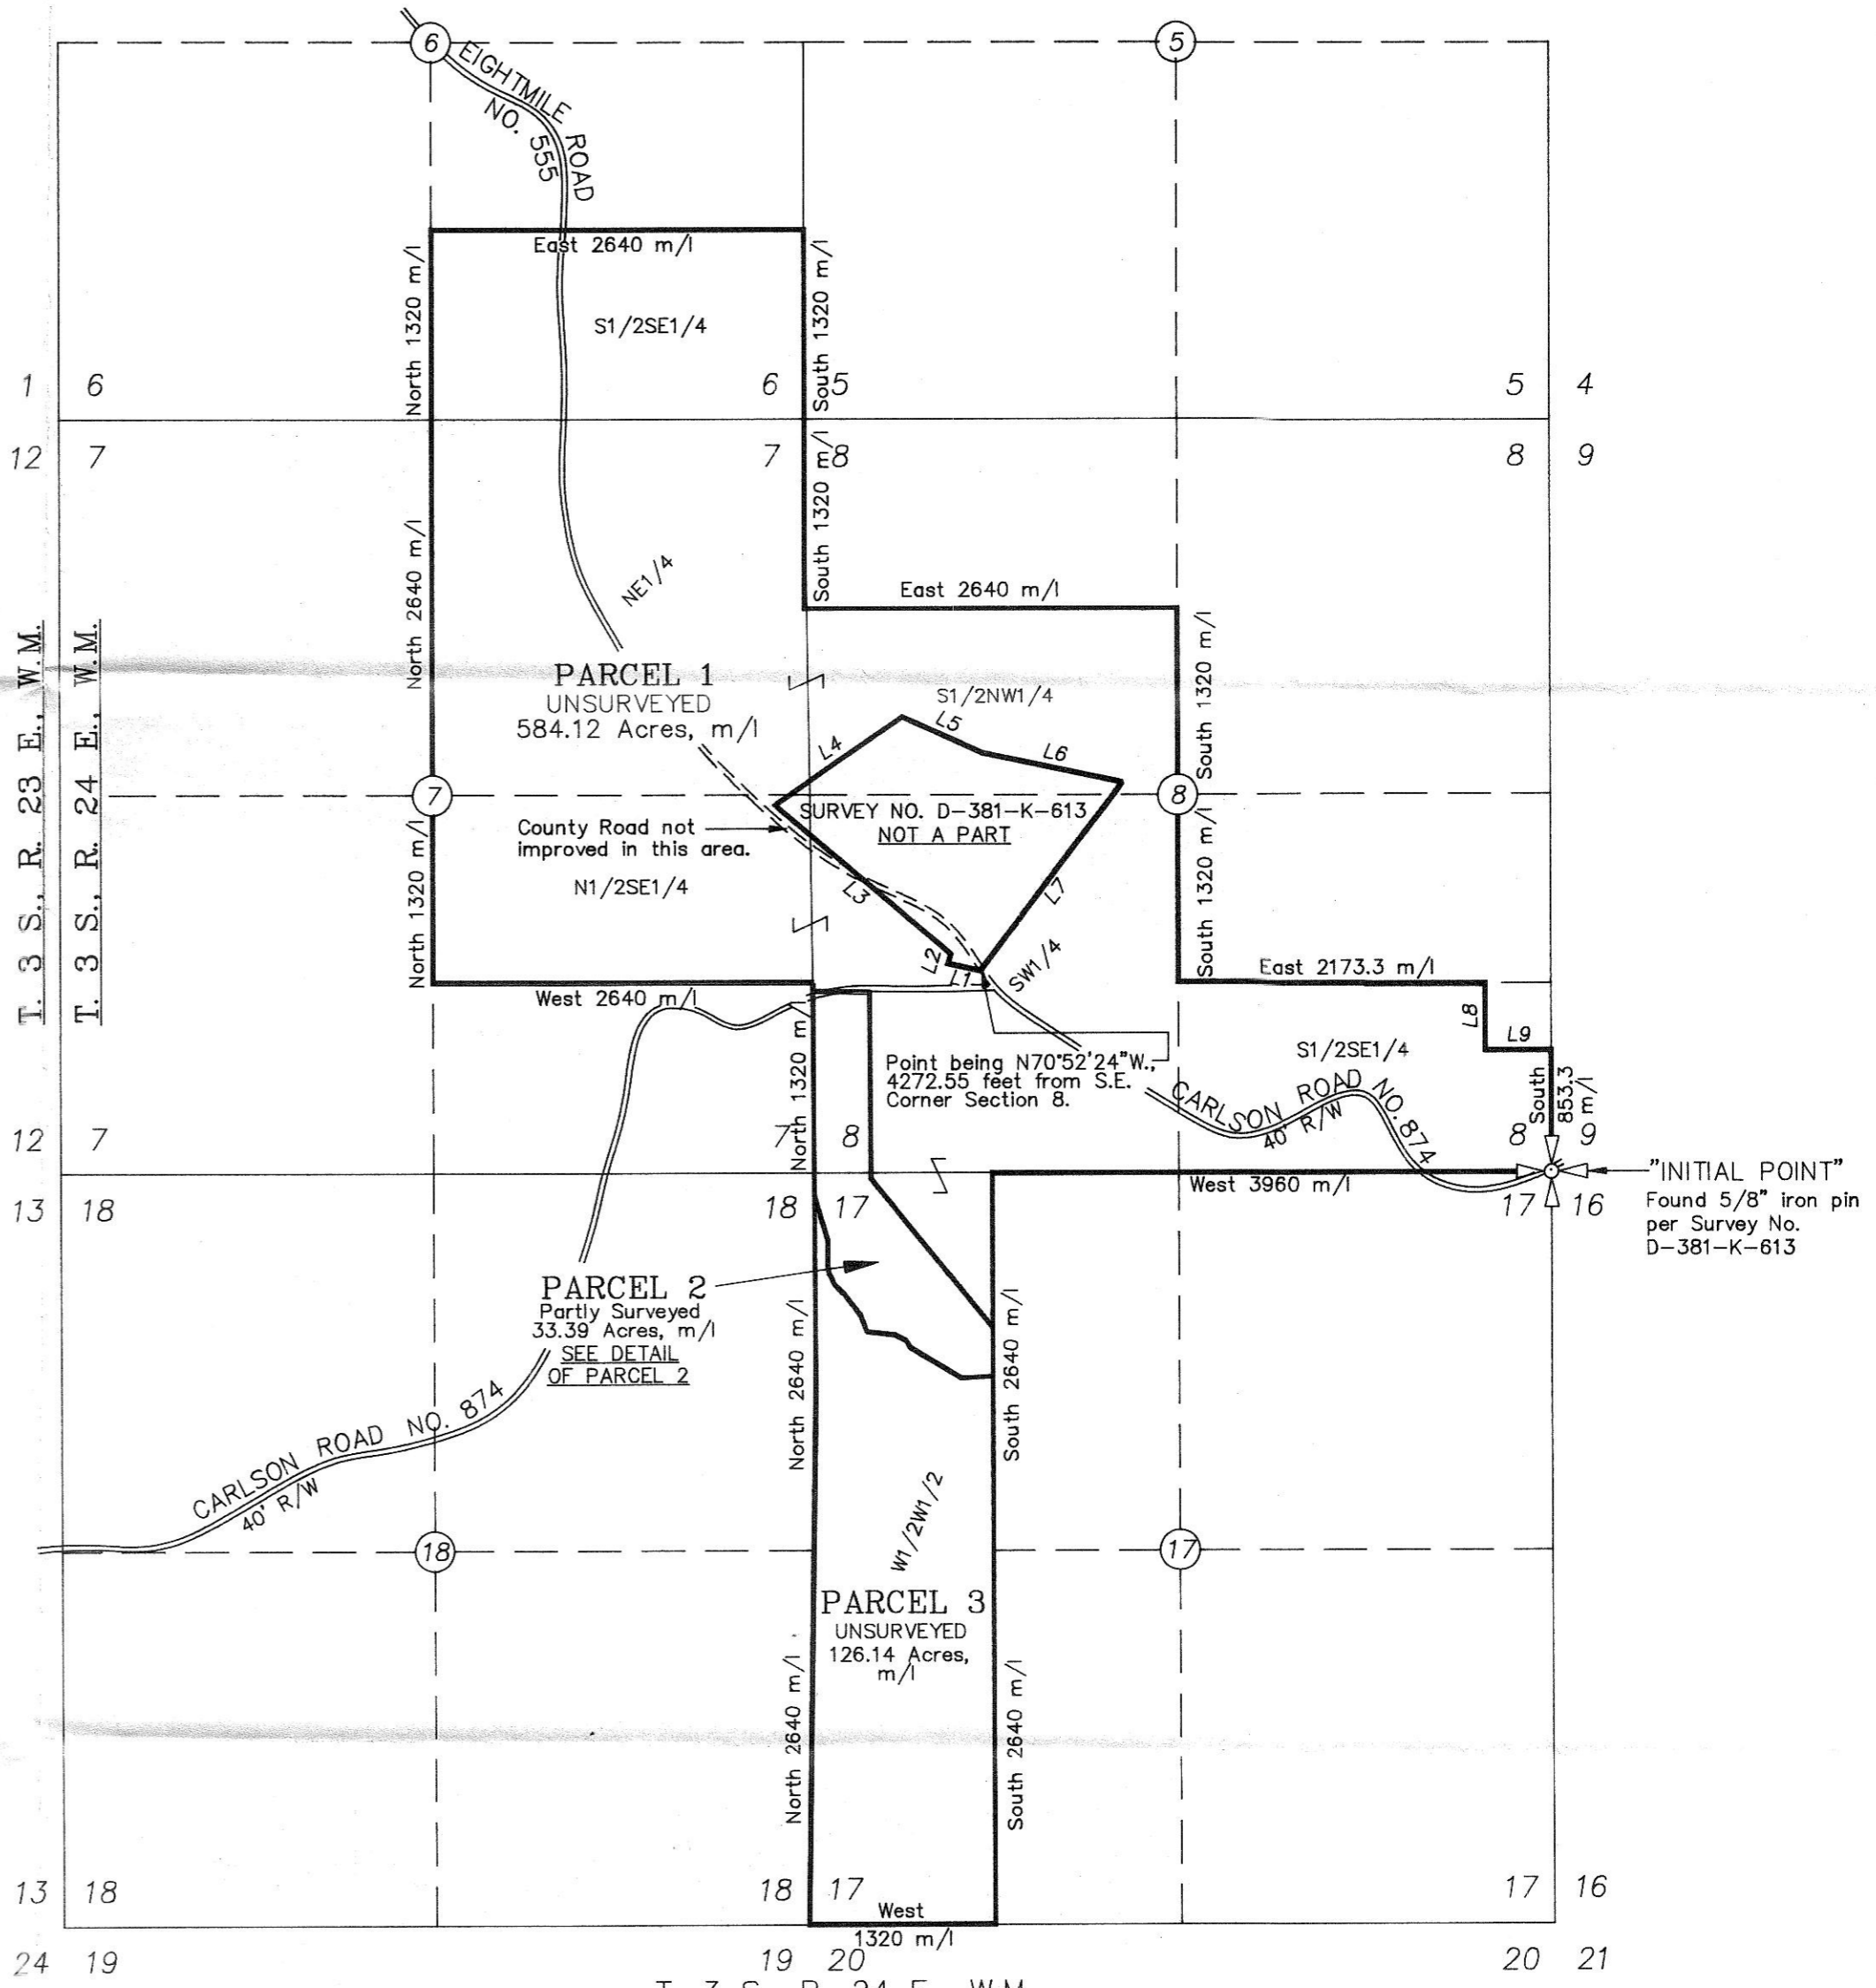 6
5
EIGHTMILE ROAD
NO. 555
East 2640 m/l
North 1320 m/l
South 1320 m/l
S1/2SE1/4
1
6
6
5
5
4
12
7
7
8
8
9
South 1320 m/l
North 2640 m/l
NE1/4
East 2640 m/l
T. 3 S., R. 23 E., W.M.
T. 3 S., R. 24 E., W.M.
PARCEL 1
UNSURVEYED
584.12 Acres, m/l
S1/2NW1/4
South 1320 m/l
L4
L5
L6
7
8
SURVEY NO. D-381-K-613
NOT A PART
County Road not
improved in this area.
N1/2SE1/4
North 1320 m/l
L3
L7
South 1320 m/l
L2
L1
SW1/4
East 2173.3 m/l
West 2640 m/l
L8
L9
S1/2SE1/4
North 1320 m
Point being N70°52'24"W.,
4272.55 feet from S.E.
Corner Section 8.
CARLSON ROAD NO. 874
40' R/W
South
853.3
m/l
12
7
7
8
8
9
West 3960 m/l
"INITIAL POINT"
Found 5/8" iron pin
per Survey No.
D-381-K-613
13
18
18
17
17
16
PARCEL 2
Partly Surveyed
33.39 Acres, m/l
SEE DETAIL
OF PARCEL 2
North 2640 m/l
South 2640 m/l
CARLSON ROAD NO. 874
40' R/W
W1/2W1/2
18
17
PARCEL 3
UNSURVEYED
126.14 Acres,
m/l
North 2640 m/l
South 2640 m/l
13
18
18
17
17
16
West
1320 m/l
24
19
19
20
20
21
T. 3 S., R. 24 E., W.M.